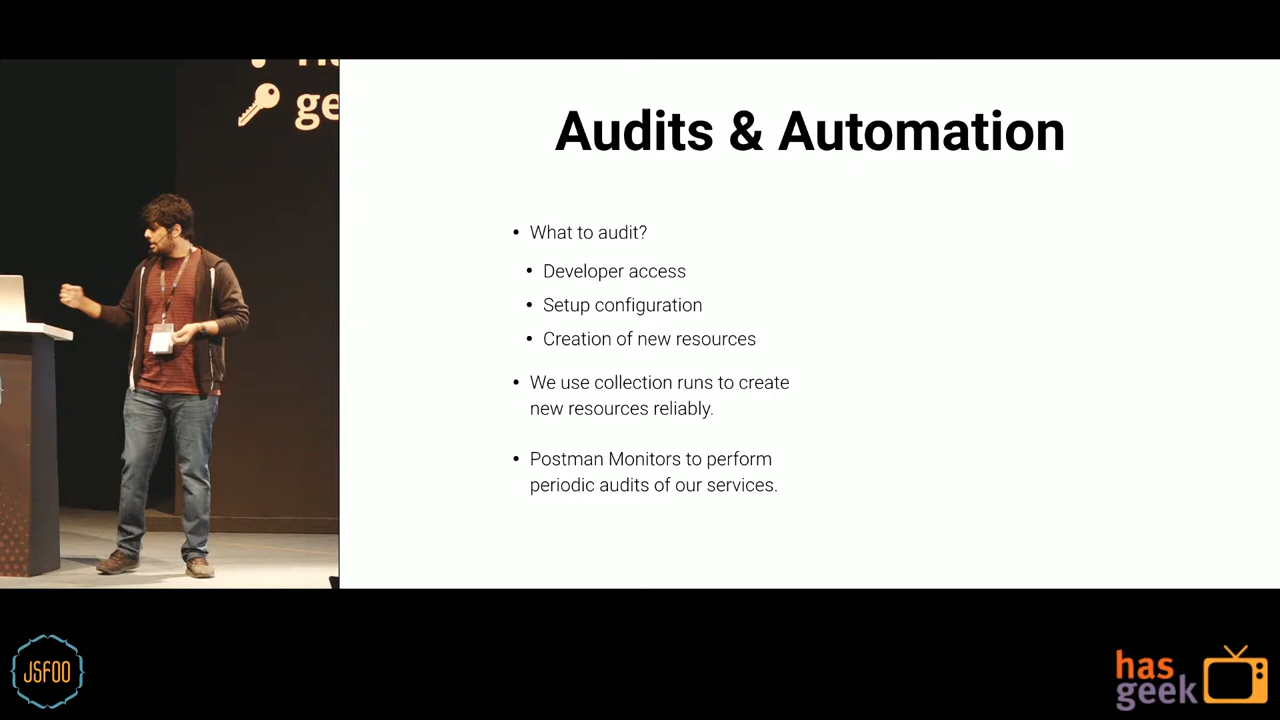 ge
Audits & Automation
• What to audit?
• Developer access
• Setup configuration
• Creation of new resources
• We use collection runs to create
new resources reliably.
• Postman Monitors to perform
periodic audits of our services.
JSFOO
has
geek